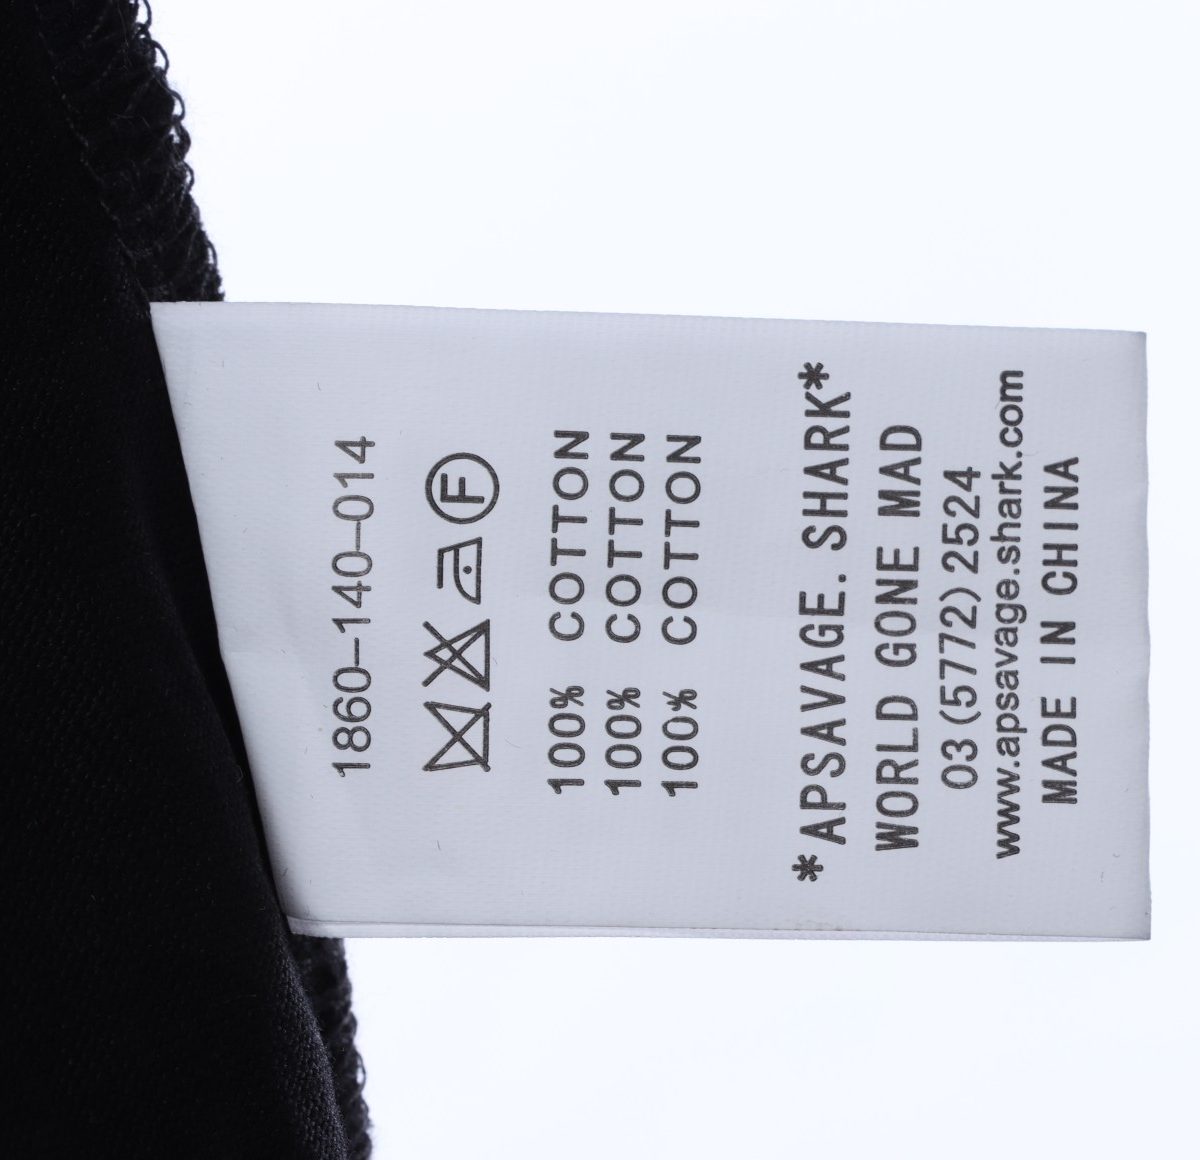 1860-140-014
F
100% COTTON
100% COTTON
100% COTTON
*APSAVAGE. SHARK*
WORLD GONE MAD
03 (5772) 2524
www.apsavage.shark.com
MADE IN CHINA